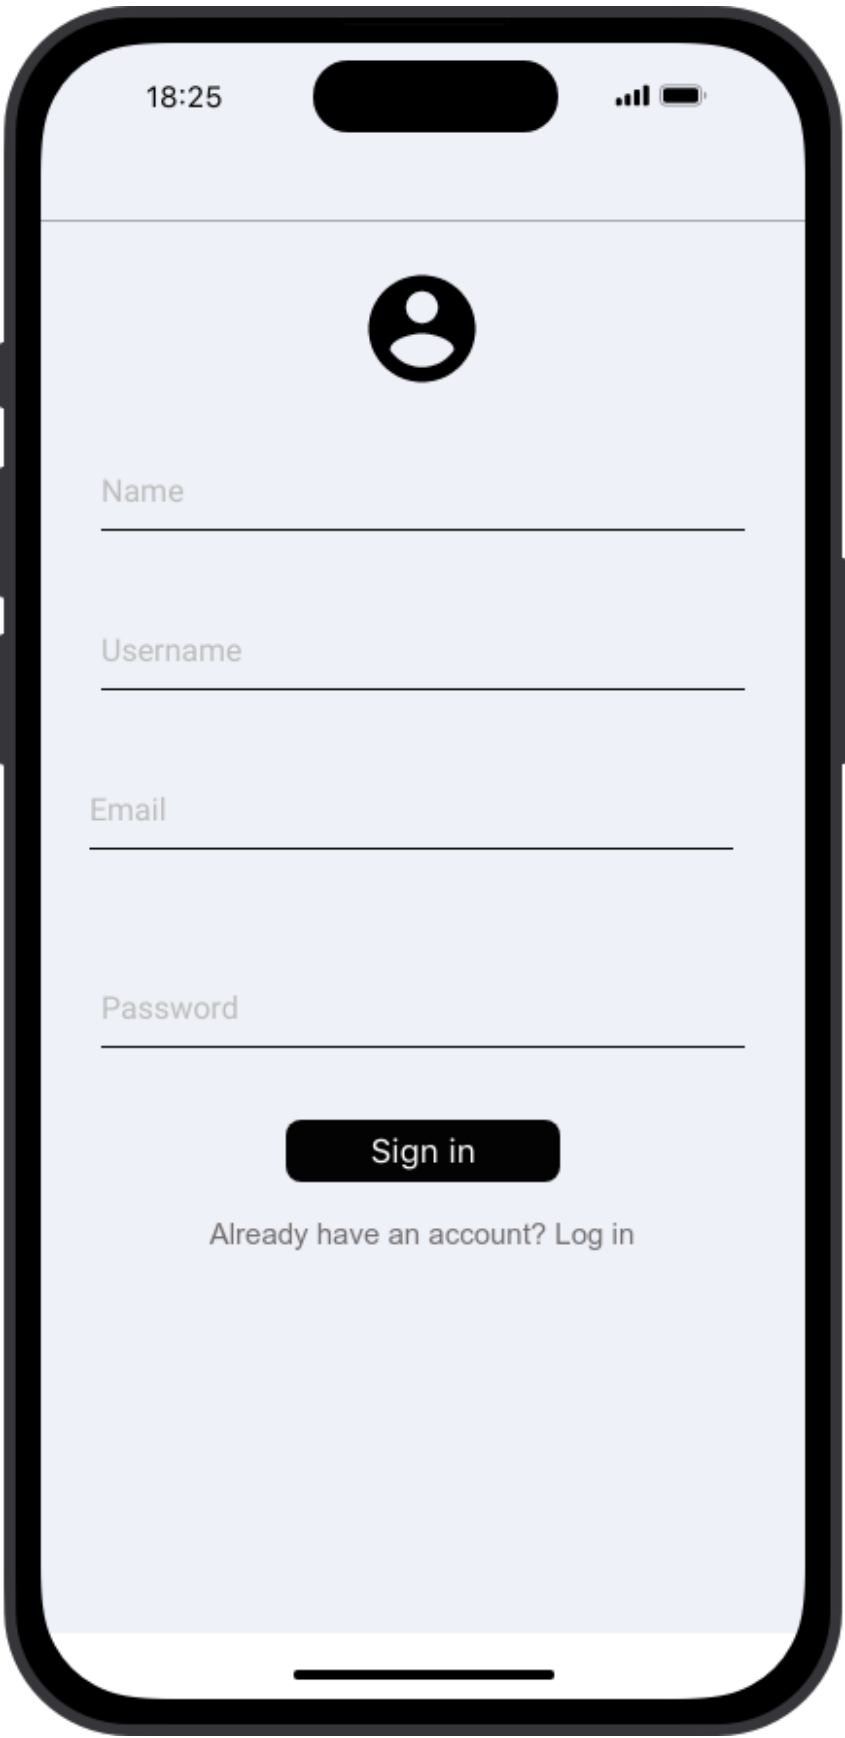 18:25
Name
Username
Email
Password
Sign in
Already have an account? Log in